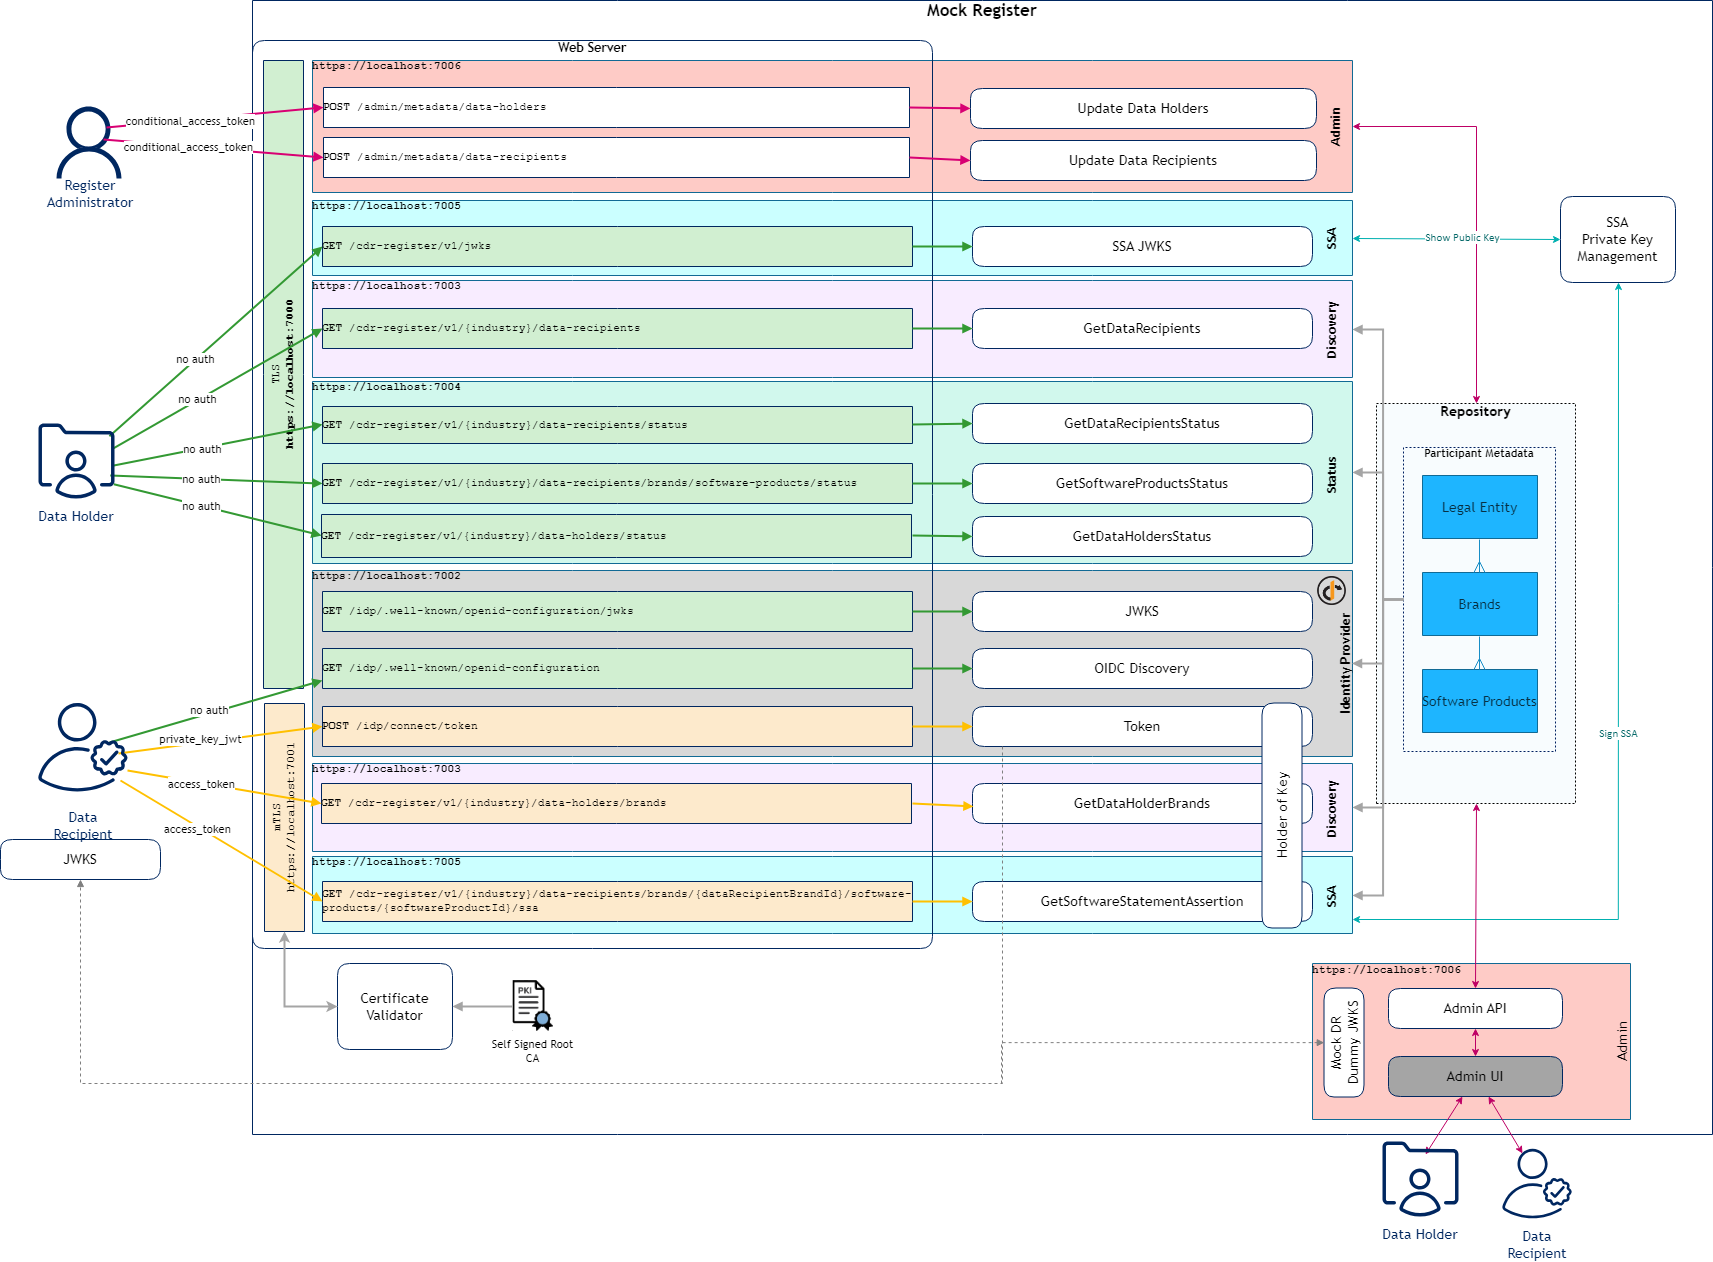 Mock Register
Web Server
https://localhost:7006
POST /admin/metadata/data-holders
Update Data Holders
POST /admin/metadata/data-recipients
Update Data Recipients
Admin
conditional_access_token
conditional_access_token
Register
Administrator
https://localhost:7005
GET /cdr-register/v1/jwks
SSA JWKS
SSA
Show Public Key
SSA
Private Key
Management
https://localhost:7003
GET /cdr-register/v1/{industry}/data-recipients
GetDataRecipients
Discovery
TLS
https://localhost:7000
no auth
no auth
no auth
no auth
no auth
Data Holder
https://localhost:7004
GET /cdr-register/v1/{industry}/data-recipients/status
GetDataRecipientsStatus
GET /cdr-register/v1/{industry}/data-recipients/brands/software-products/status
GetSoftwareProductsStatus
GET /cdr-register/v1/{industry}/data-holders/status
GetDataHoldersStatus
Status
Repository
Participant Metadata
Legal Entity
Brands
Software Products
https://localhost:7002
GET /idp/.well-known/openid-configuration/jwks
JWKS
GET /idp/.well-known/openid-configuration
OIDC Discovery
POST /idp/connect/token
Token
Identity Provider
no auth
private_key_jwt
access_token
access_token
Data
Recipient
JWKS
mTLS
https://localhost:7001
Sign SSA
https://localhost:7003
GET /cdr-register/v1/{industry}/data-holders/brands
GetDataHolderBrands
Discovery
Holder of Key
https://localhost:7005
GET /cdr-register/v1/{industry}/data-recipients/brands/{dataRecipientBrandId}/software-
products/{softwareProductId}/ssa
GetSoftwareStatementAssertion
SSA
Certificate
Validator
PKI
Self Signed Root
CA
https://localhost:7006
Mock DR
Dummy JWKS
Admin API
Admin UI
Admin
Data Holder
Data
Recipient